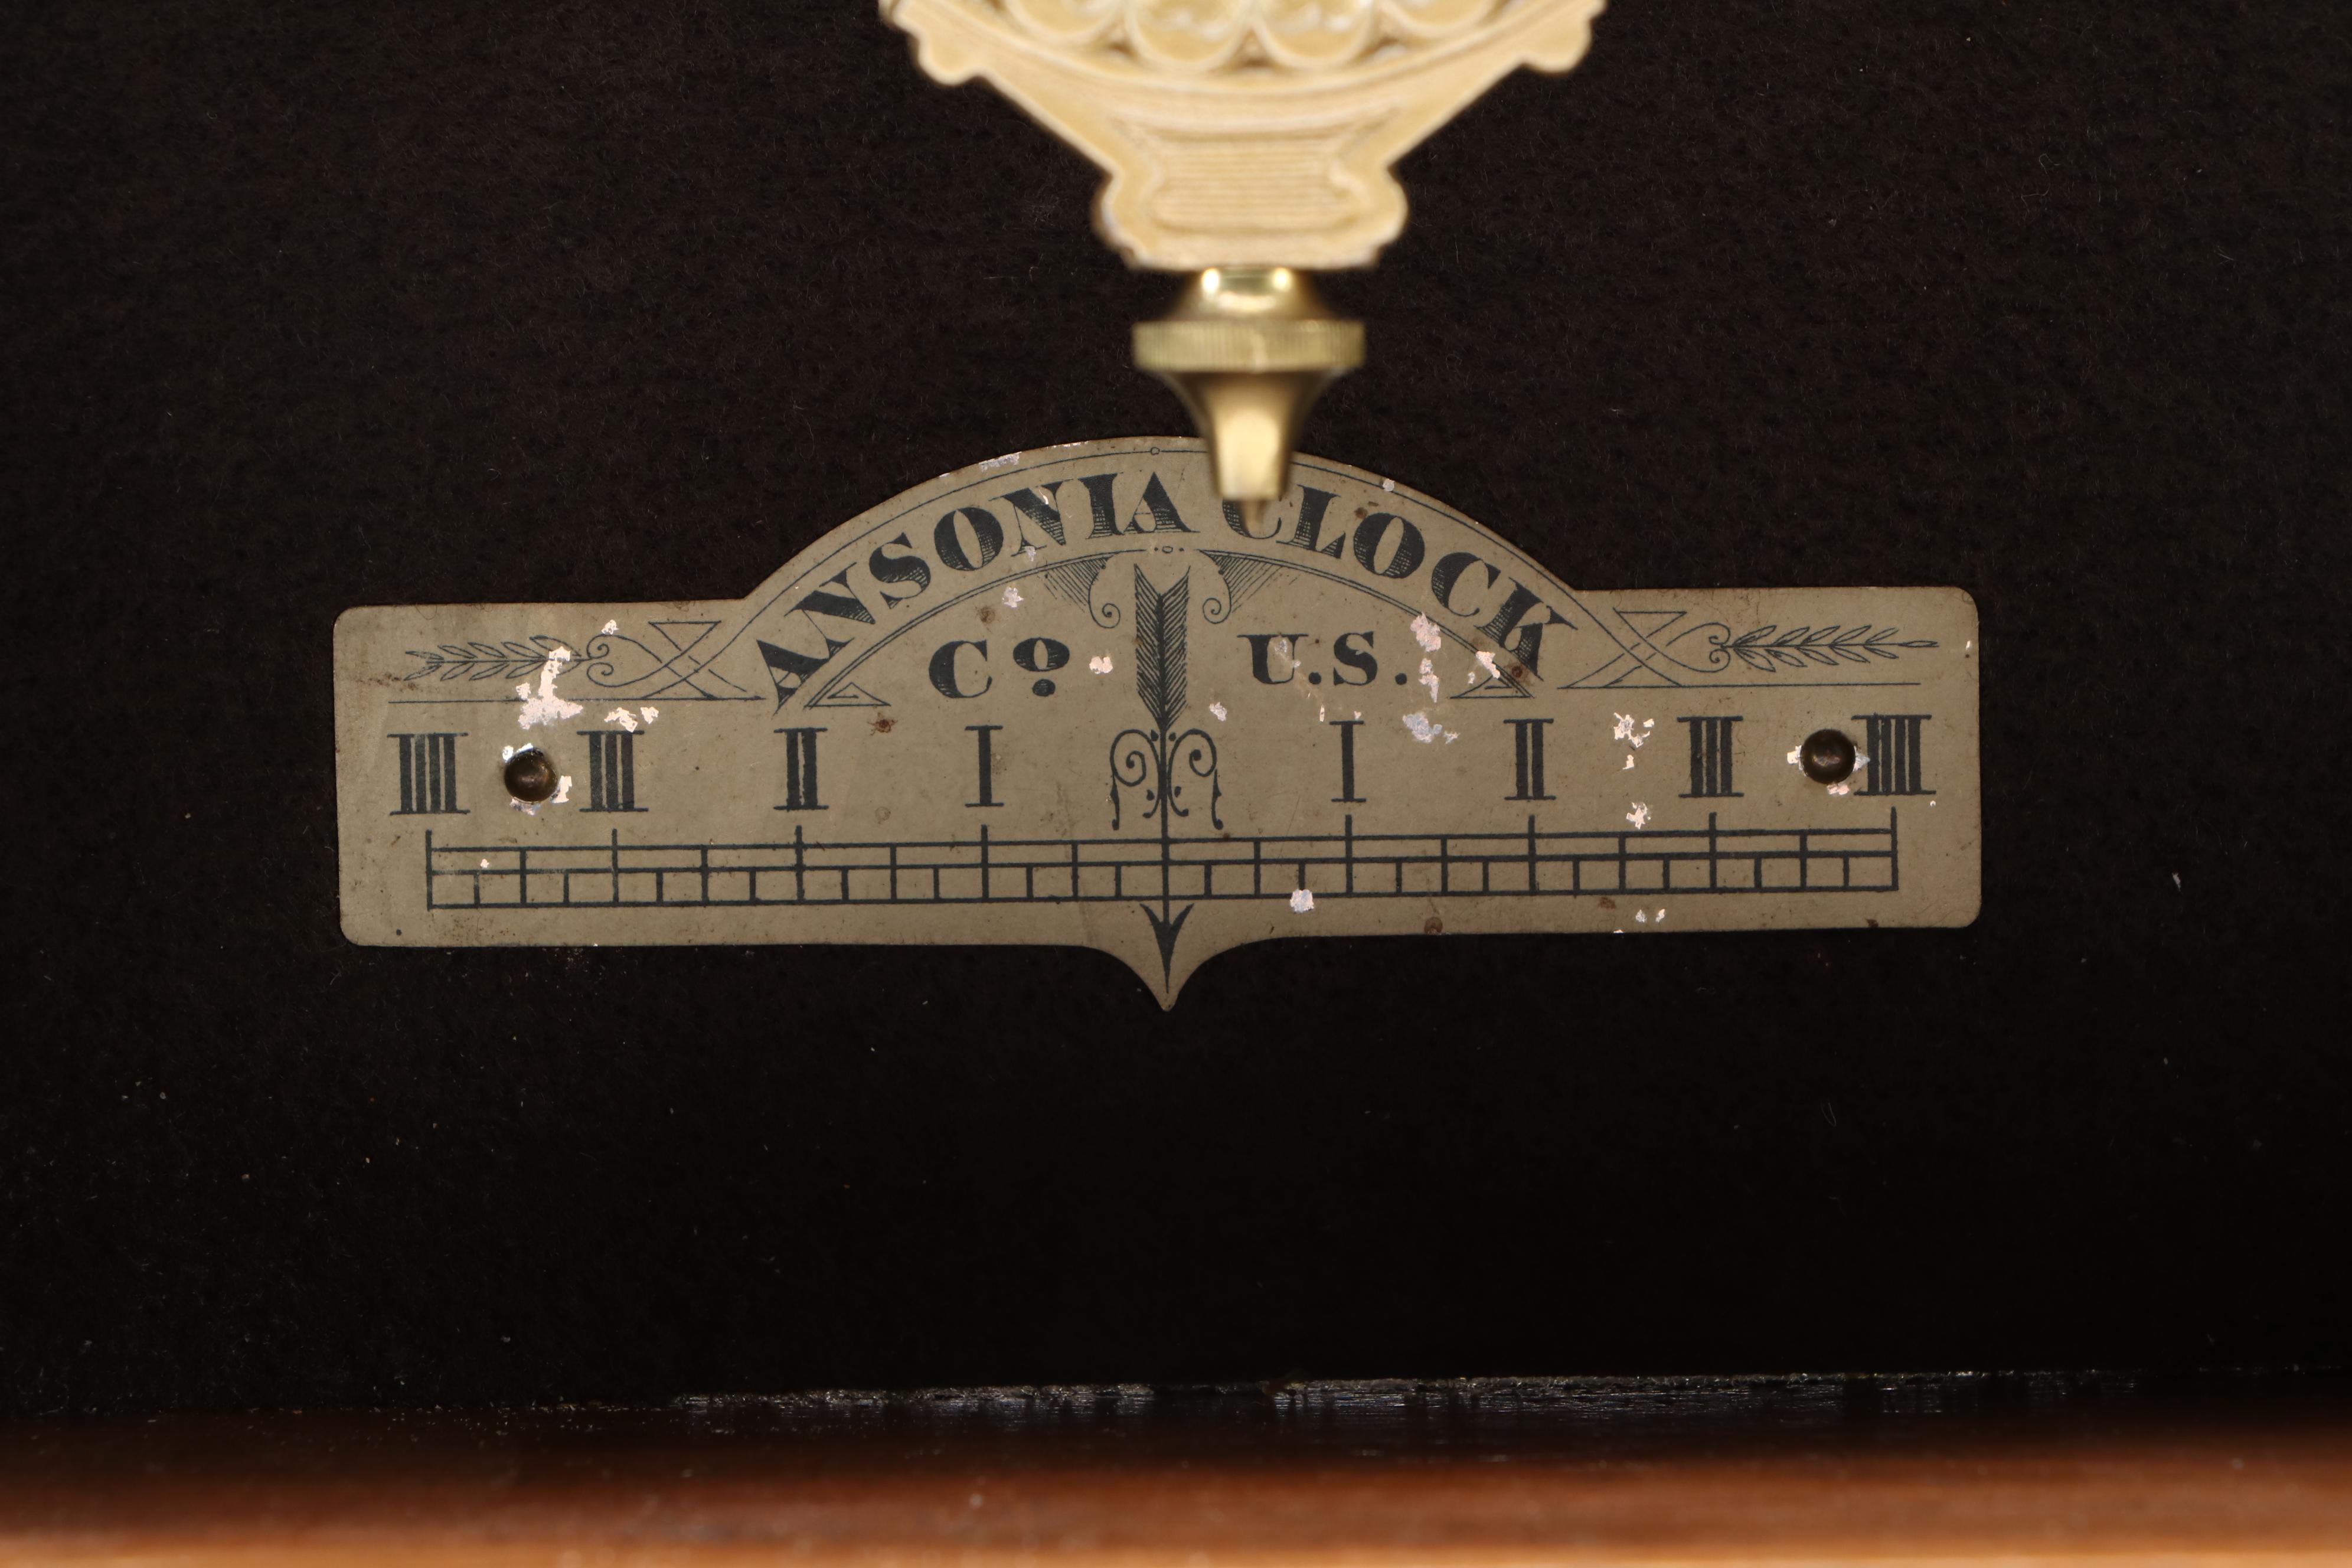 ANSONIA CLOCK
Cº U.S.
IIII III II I I II III IIII